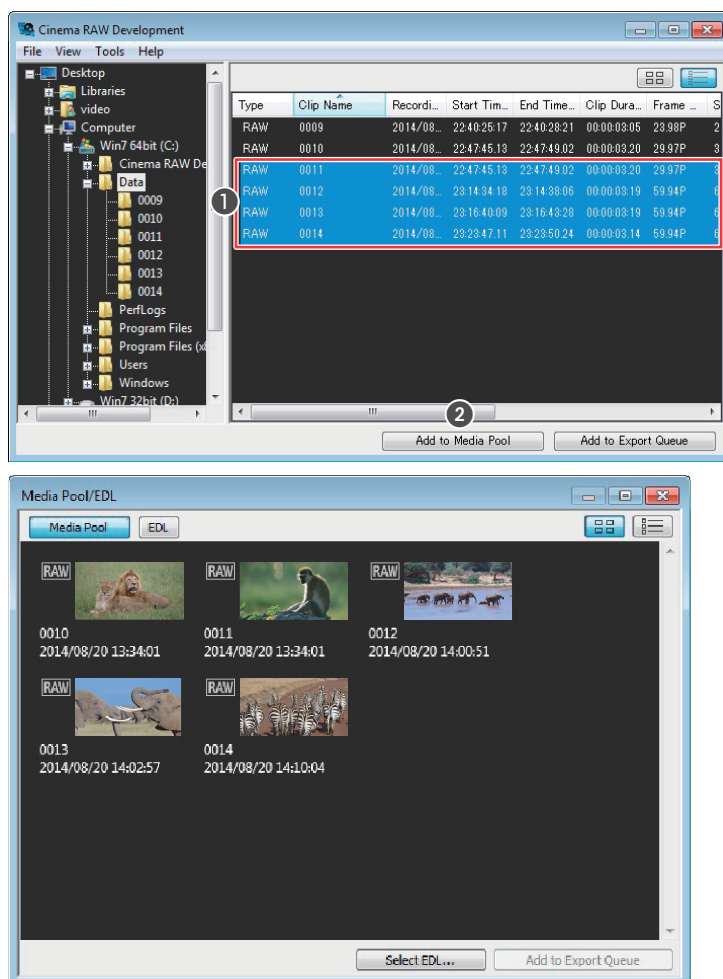 Cinema RAW Development
File View Tools Help
Desktop
Libraries
video
Computer
Win7 64bit (C:)
Cinema RAW De
Data
0009
0010
0011
0012
0013
0014
PerfLogs
Program Files
Program Files (x8
Users
Windows
Win7 32bit (D:)
Type Clip Name Recordi... Start Tim... End Time... Clip Dura... Frame ... S
RAW 0009 2014/08... 22:40:25:17 22:40:28:21 00:00:03:05 23.98P 2
RAW 0010 2014/08... 22:47:45.13 22:47:49.02 00:00:03.20 29.97P 3
RAW 0011 2014/08... 22:47:45.13 22:47:49.02 00:00:03.20 29.97P 3
RAW 0012 2014/08... 23:14:34:18 23:14:38:06 00:00:03:19 59.94P 6
RAW 0013 2014/08... 23:16:40:09 23:16:43:28 00:00:03:19 59.94P 6
RAW 0014 2014/08... 23:23:47.11 23:23:50.24 00:00:03.14 59.94P 6
1
2
Add to Media Pool Add to Export Queue
Media Pool/EDL
Media Pool EDL
RAW RAW RAW
0010 0011 0012
2014/08/20 13:34:01 2014/08/20 13:34:01 2014/08/20 14:00:51
RAW RAW
0013 0014
2014/08/20 14:02:57 2014/08/20 14:10:04
Select EDL... Add to Export Queue